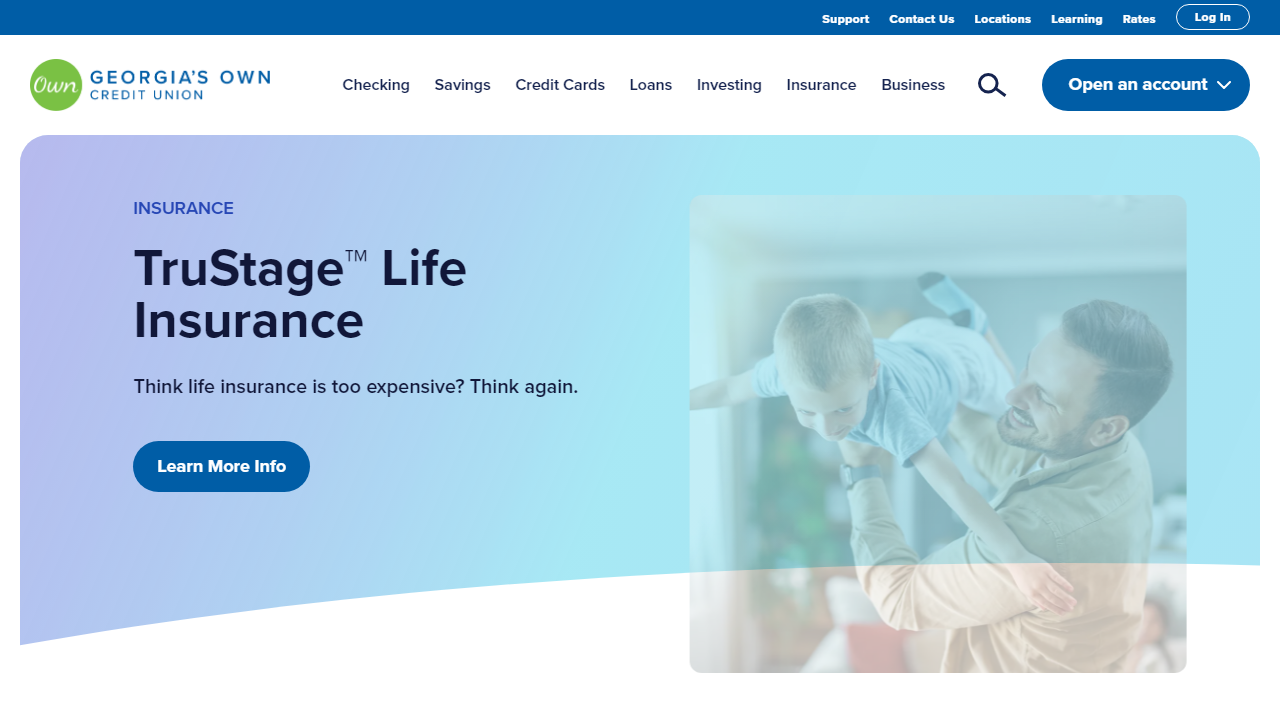 Support Contact Us Locations Learning Rates Log In
Own GEORGIA'S OWN
CREDIT UNION
Checking Savings Credit Cards Loans Investing Insurance Business Open an account
INSURANCE
TruStage™ Life
Insurance
Think life insurance is too expensive? Think again.
Learn More Info